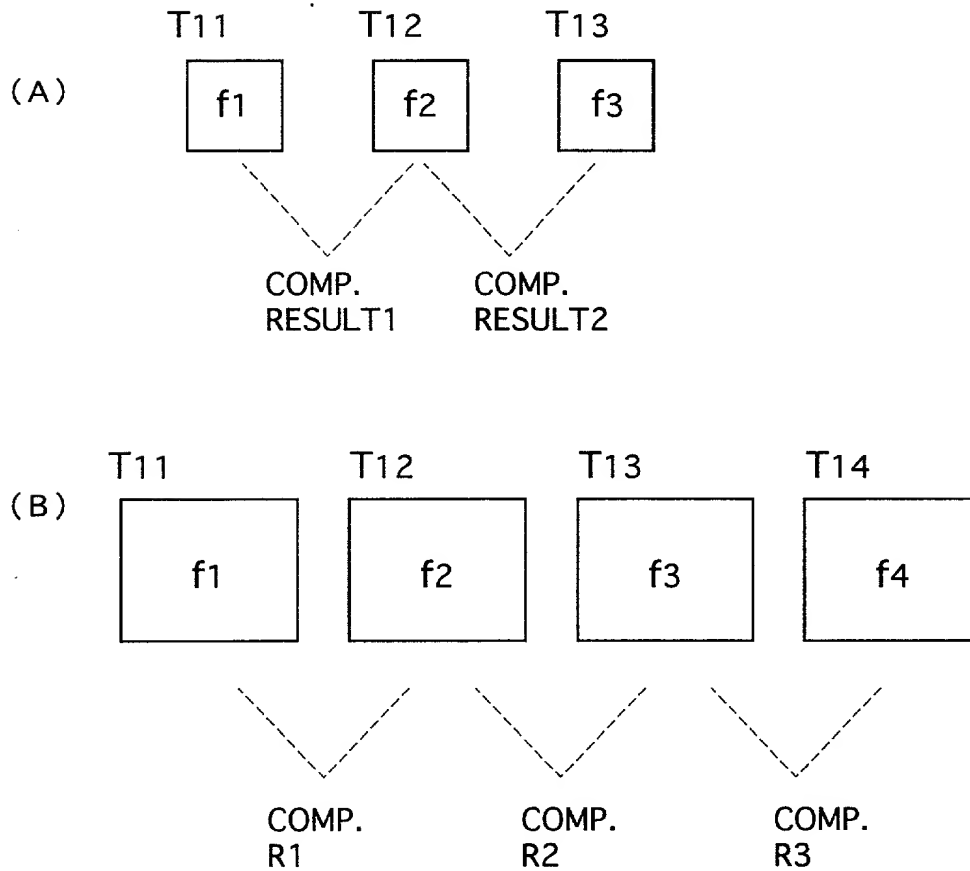 T11 T12 T13
(A)
f1 f2 f3
COMP. COMP.
RESULT1 RESULT2
T11 T12 T13 T14
(B)
f1 f2 f3 f4
COMP. COMP. COMP.
R1 R2 R3